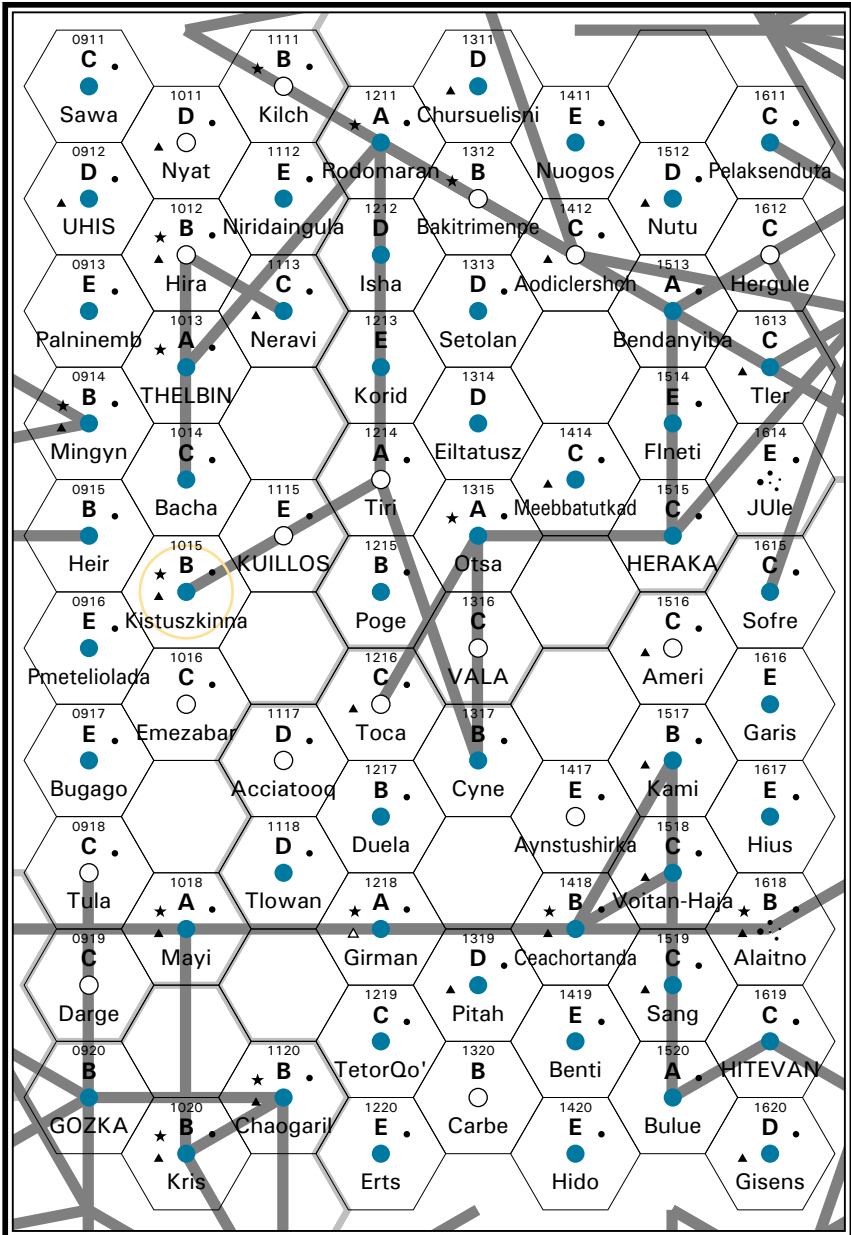 0911
C
Sawa
1111
B
Kilch
1311
D
Chursuelisni
1011
D
Nyat
1211
A
Rodomaran
1411
E
Nuogos
1611
C
Pelaksenduta
0912
D
UHIS
1112
E
Niridaingula
1312
B
Bakitrimenpe
1512
D
Nutu
1012
B
Hira
1212
D
Isha
1412
C
Aodiclershch
1612
C
Hergule
0913
E
Palninemb
1113
C
Neravi
1313
D
Setolan
1513
A
Bendanyiba
1013
A
THELBIN
1213
E
Korid
1613
C
Tler
0914
B
Mingyn
1314
D
Eiltatusz
1514
E
Flneti
1014
C
Bacha
1214
A
Tiri
1414
C
Meebbatutkad
1614
E
JUle
0915
B
Heir
1115
E
KUILLOS
1315
A
Otsa
1515
C
HERAKA
1015
B
Kistuszkinna
1215
B
Poge
1615
C
Sofre
0916
E
Pmeteliolada
1316
C
VALA
1516
C
Ameri
1016
C
Emezabar
1216
C
Toca
1616
E
Garis
0917
E
Bugago
1117
D
Acciatooq
1317
B
Cyne
1517
B
Kami
1217
B
Duela
1417
E
Aynstushirka
1617
E
Hius
0918
C
Tula
1118
D
Tlowan
1518
C
Voitan-Haja
1018
A
Mayi
1218
A
Girman
1418
B
Ceachortanda
1618
B
Alaitno
0919
C
Darge
1319
D
Pitah
1519
C
Sang
1219
C
TetorQo'
1419
E
Benti
1619
C
HITEVAN
0920
B
GOZKA
1120
B
Chaogaril
1320
B
Carbe
1520
A
Bulue
1020
B
Kris
1220
E
Erts
1420
E
Hido
1620
D
Gisens